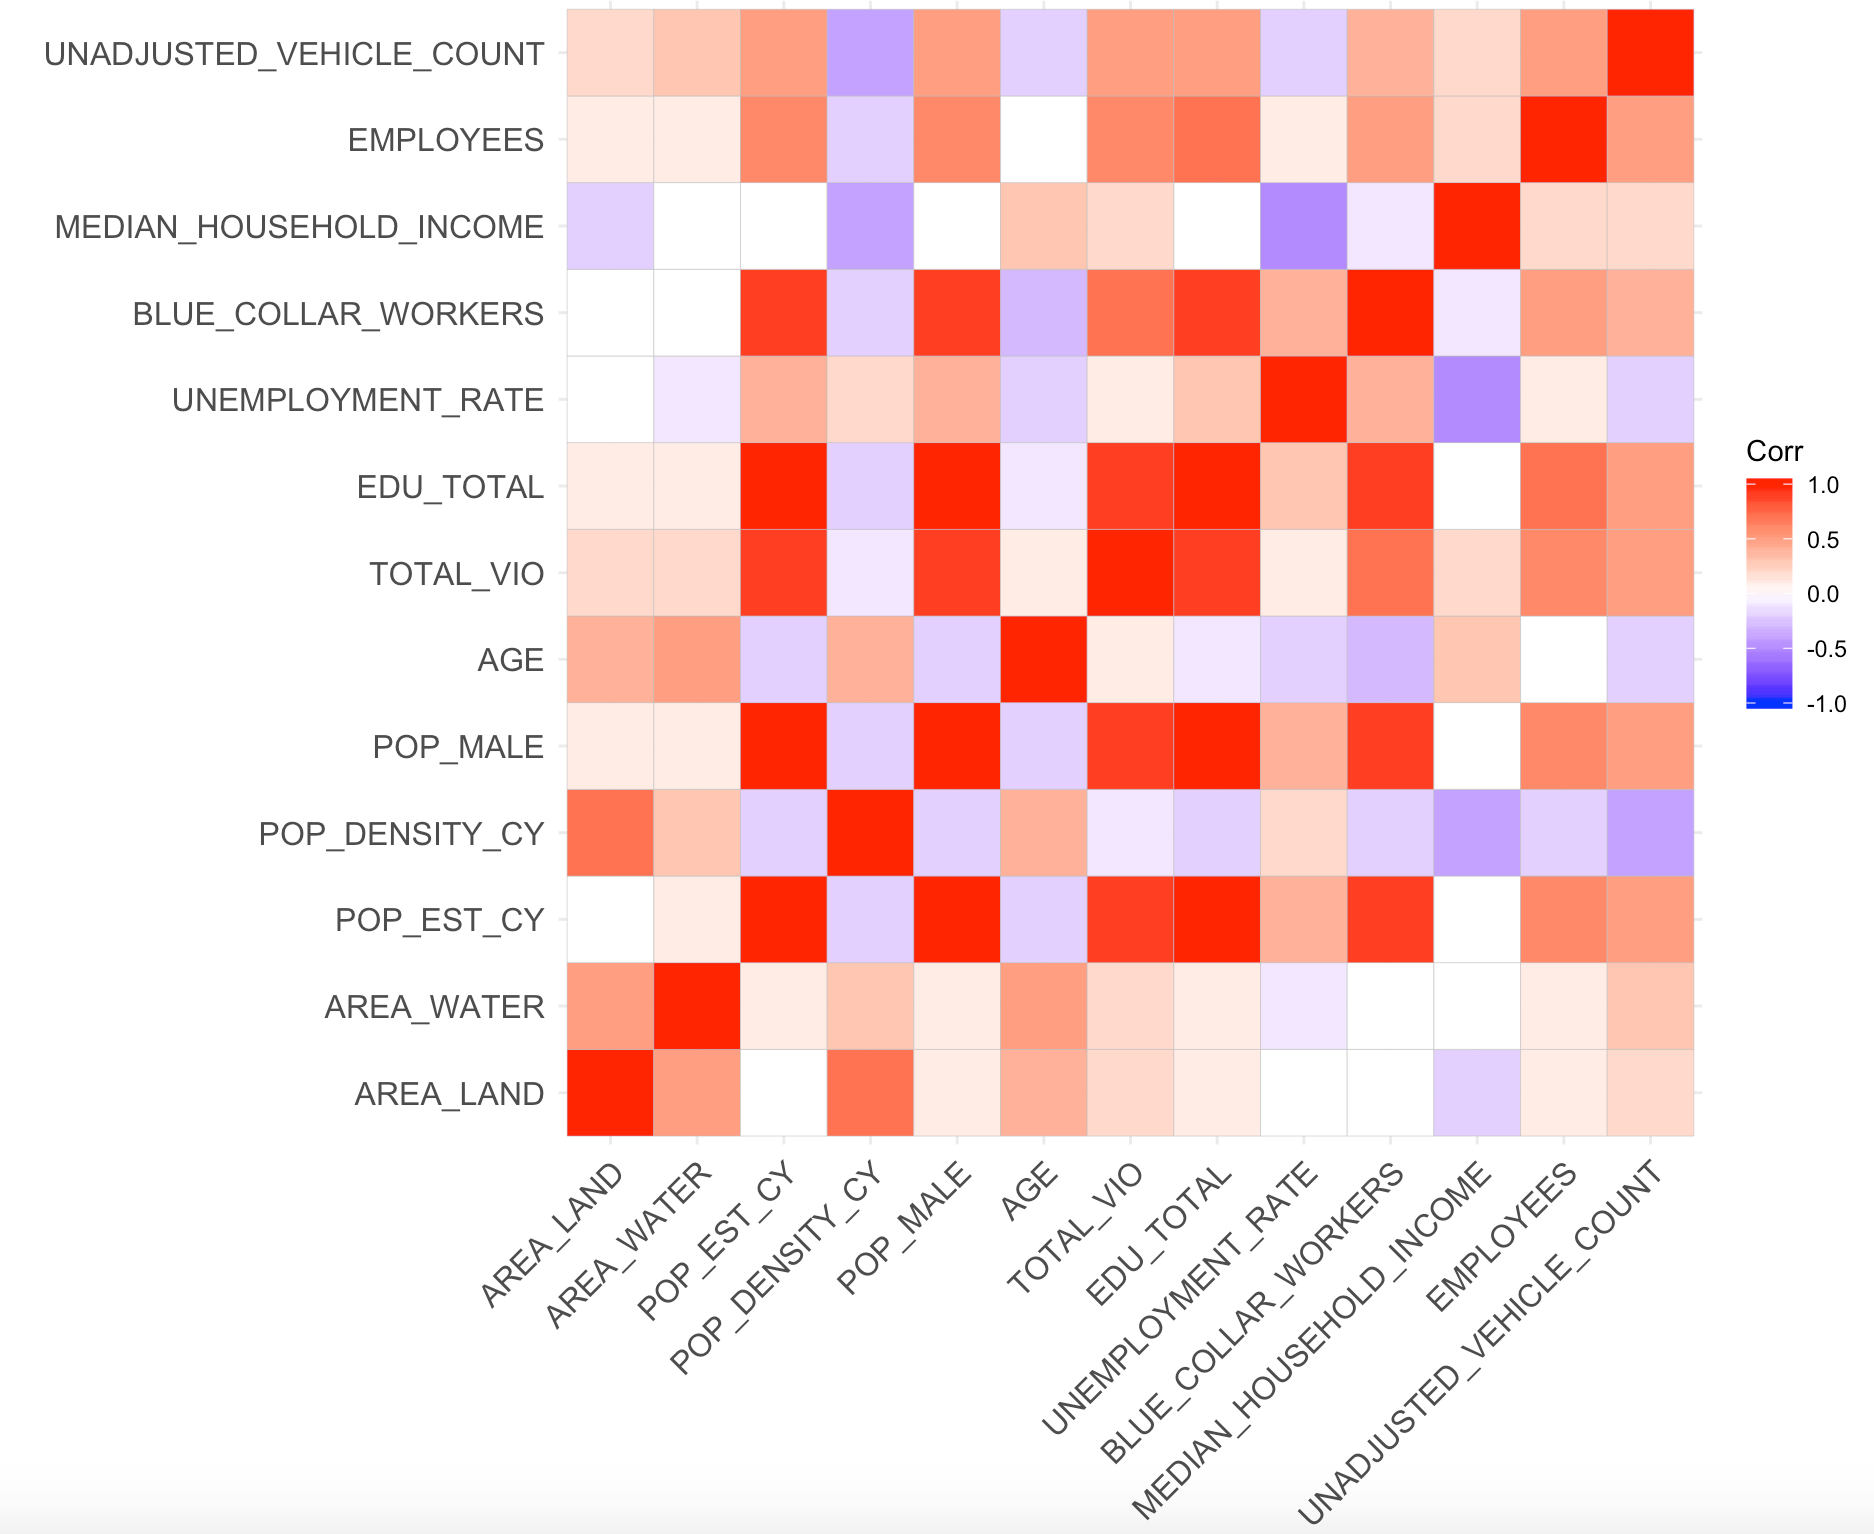 UNADJUSTED_VEHICLE_COUNT
EMPLOYEES
MEDIAN_HOUSEHOLD_INCOME
BLUE_COLLAR_WORKERS
UNEMPLOYMENT_RATE
EDU_TOTAL
TOTAL_VIO
AGE
POP_MALE
POP_DENSITY_CY
POP_EST_CY
AREA_WATER
AREA_LAND
AREA_LAND
AREA_WATER
POP_EST_CY
POP_DENSITY_CY
POP_MALE
AGE
TOTAL_VIO
EDU_TOTAL
UNEMPLOYMENT_RATE
BLUE_COLLAR_WORKERS
MEDIAN_HOUSEHOLD_INCOME
EMPLOYEES
UNADJUSTED_VEHICLE_COUNT
Corr
1.0
0.5
0.0
-0.5
-1.0